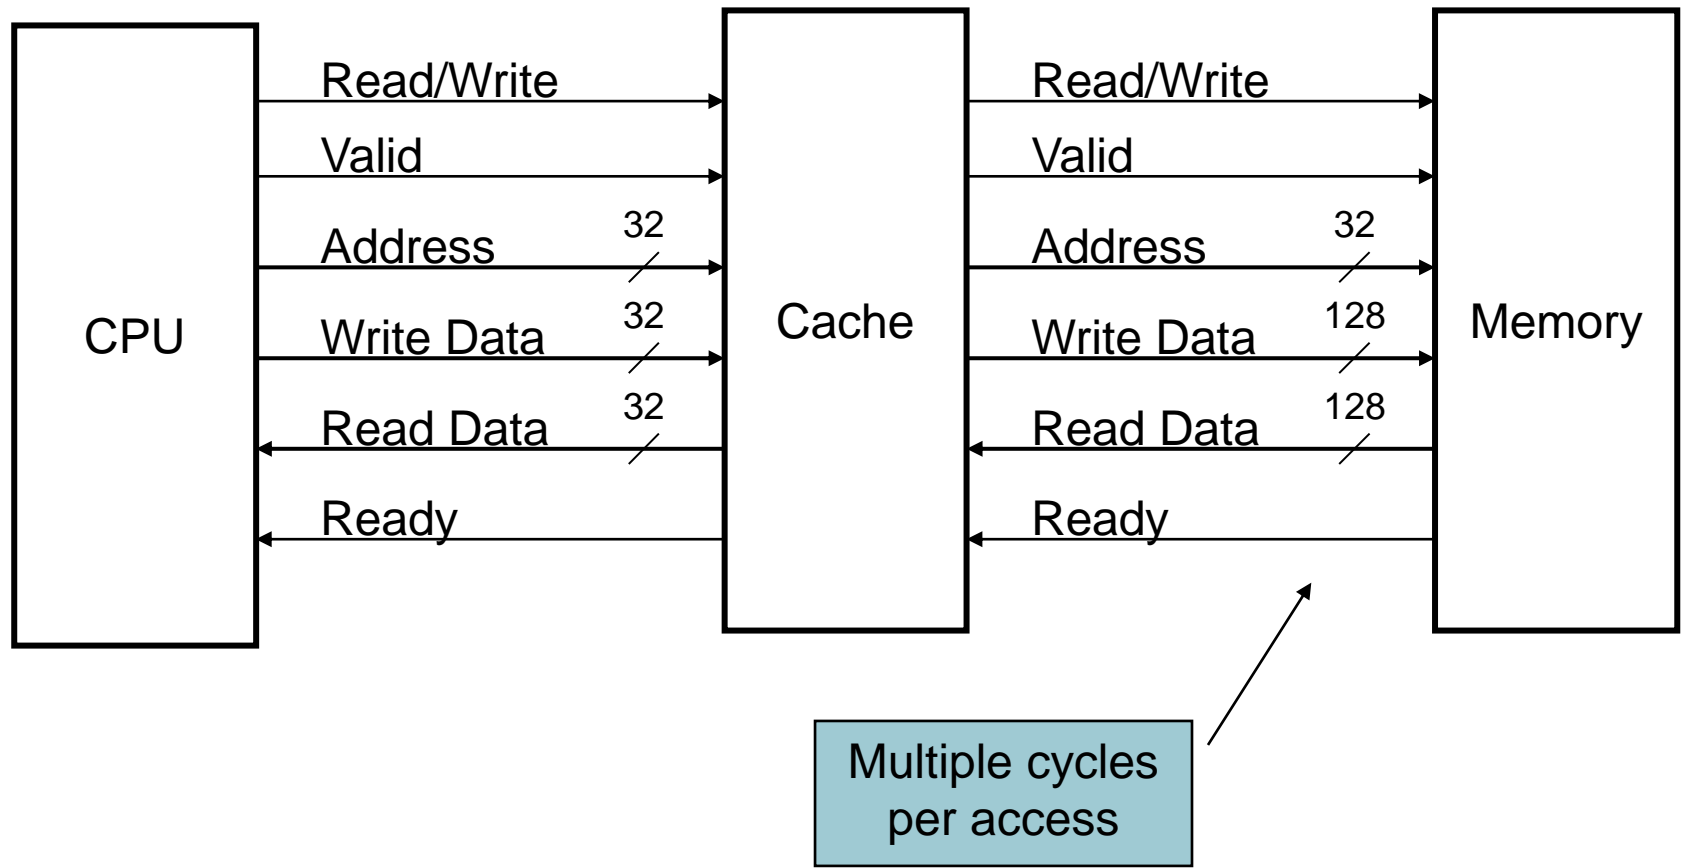 CPU
Read/Write
Valid
Address 32
Write Data 32
Read Data 32
Ready
Cache
Read/Write
Valid
Address 32
Write Data 128
Read Data 128
Ready
Memory
Multiple cycles
per access